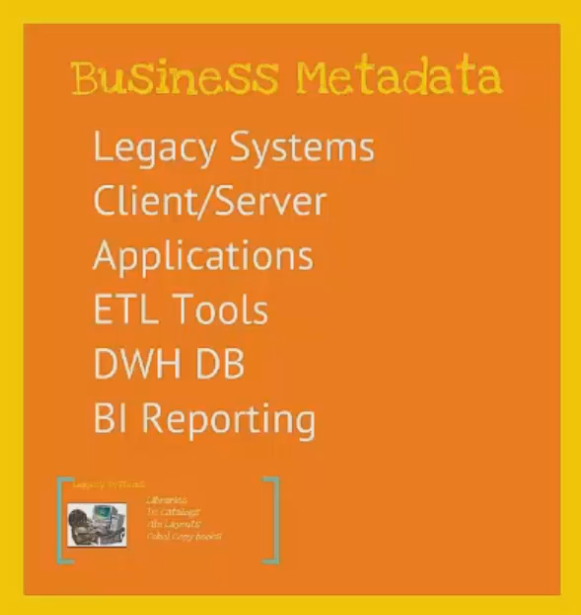 Business Metadata
Legacy Systems
Client/Server
Applications
ETL Tools
DWH DB
BI Reporting
Legacy Systems
Libraries
Catalogs
File Layouts
Cobol Copy books